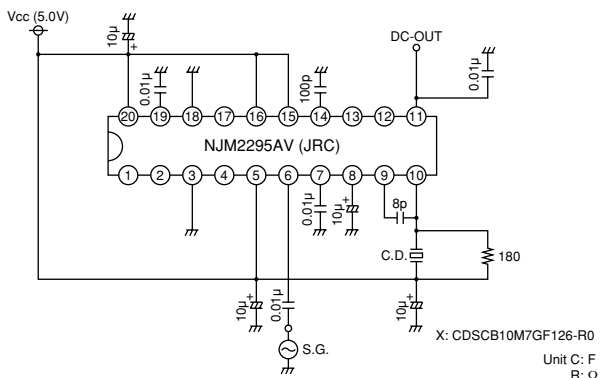 Vcc (5.0V)
10μ
+
DC-OUT
0.01μ
100p
0.01μ
20 19 18 17 16 15 14 13 12 11
NJM2295AV (JRC)
1 2 3 4 5 6 7 8 9 10
0.01μ
10μ
+
8p
C.D.
180
10μ
+
0.01μ
10μ
+
S.G.
X: CDSCB10M7GF126-R0
Unit C: F
R: Ω